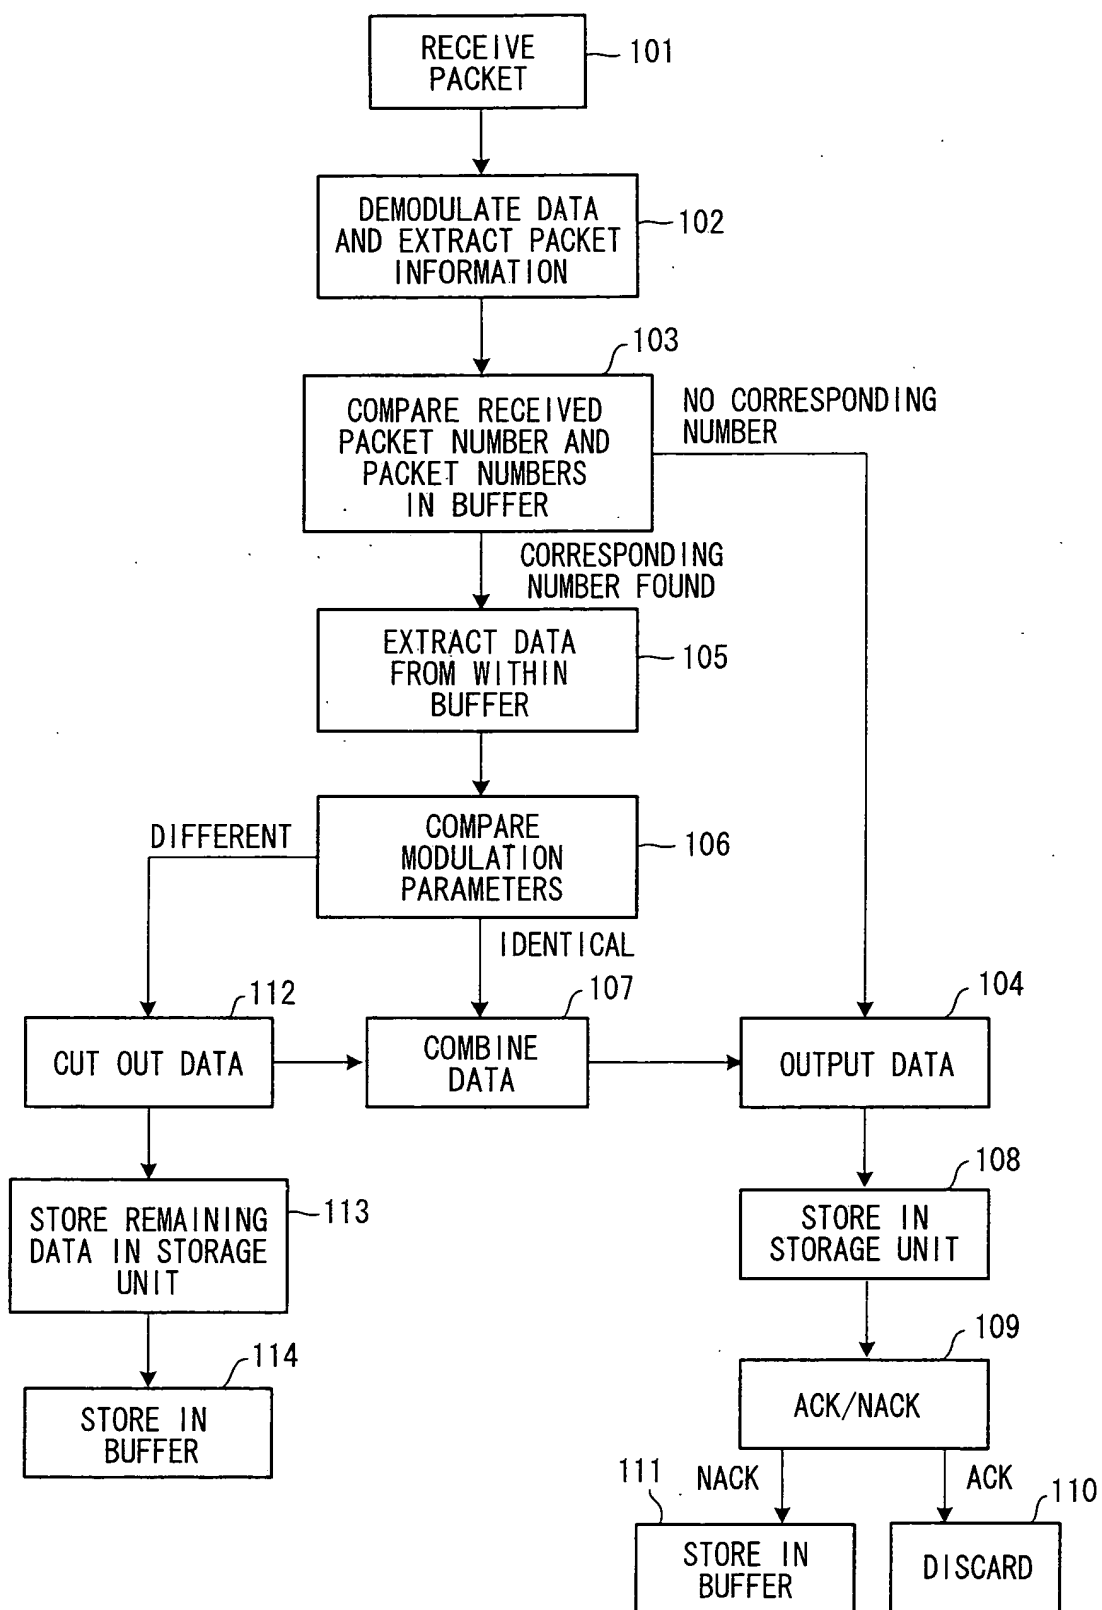 RECEIVE
PACKET
101
DEMODULATE DATA
AND EXTRACT PACKET
INFORMATION
102
103
COMPARE RECEIVED
PACKET NUMBER AND
PACKET NUMBERS
IN BUFFER
NO CORRESPONDING
NUMBER
CORRESPONDING
NUMBER FOUND
EXTRACT DATA
FROM WITHIN
BUFFER
105
COMPARE
MODULATION
PARAMETERS
106
DIFFERENT
IDENTICAL
112
107
104
CUT OUT DATA
COMBINE
DATA
OUTPUT DATA
STORE REMAINING
DATA IN STORAGE
UNIT
113
108
STORE IN
STORAGE UNIT
114
STORE IN
BUFFER
109
ACK/NACK
NACK
ACK
111
110
STORE IN
BUFFER
DISCARD